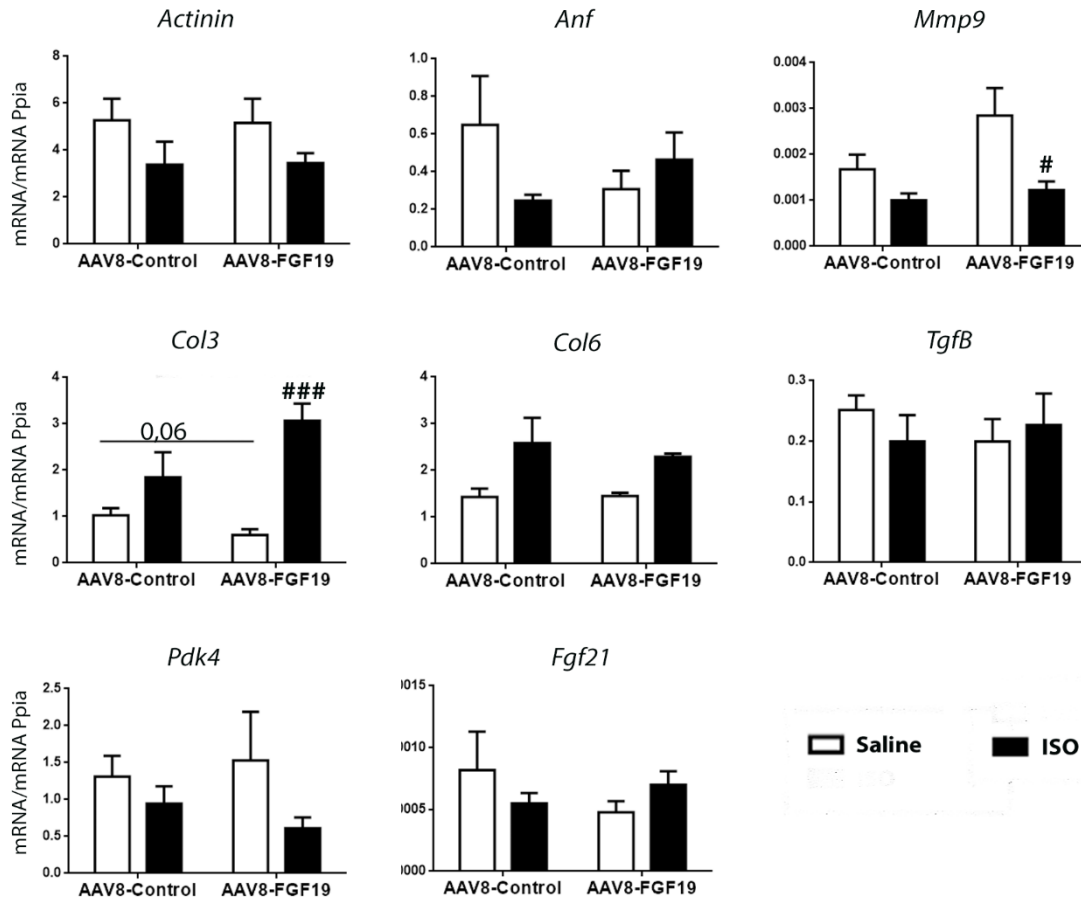 Actinin
Anf
Mmp9
mRNA/mRNA Ppia
8
6
4
2
0
AAV8-Control
AAV8-FGF19
1.0
0.8
0.6
0.4
0.2
0.0
AAV8-Control
AAV8-FGF19
0.004
0.003
0.002
0.001
0.000
#
AAV8-Control
AAV8-FGF19
Col3
Col6
TgfB
mRNA/mRNA Ppia
4
3
2
1
0
0,06
###
AAV8-Control
AAV8-FGF19
4
3
2
1
0
AAV8-Control
AAV8-FGF19
0.3
0.2
0.1
0.0
AAV8-Control
AAV8-FGF19
Pdk4
Fgf21
mRNA/mRNA Ppia
2.5
2.0
1.5
1.0
0.5
0.0
AAV8-Control
AAV8-FGF19
0015
0010
0005
0000
AAV8-Control
AAV8-FGF19
Saline
ISO